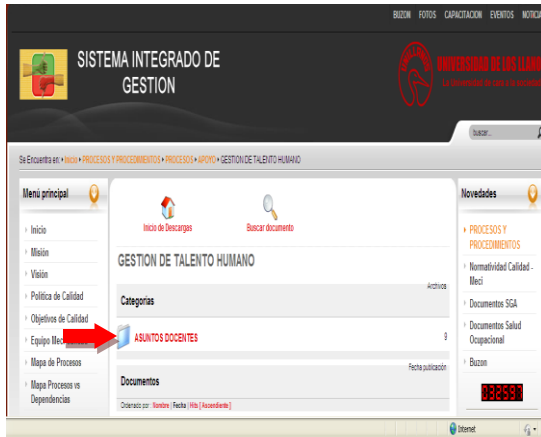 BUZON FOTOS CAPACITACION EVENTOS NOTICIA
SISTEMA INTEGRADO DE
GESTION
UNIVERSIDAD DE LOS LLANO
buscar...
Se Encuentra en: • Inicio • PROCESOS Y PROCEDIMIENTOS • PROCESOS • APOYO • GESTION DE TALENTO HUMANO
Menú principal
Inicio
Misión
Visión
Política de Calidad
Objetivos de Calidad
Equipo Mec
Mapa de Procesos
Mapa Procesos vs
Dependencias
Inicio de Descargas
Buscar documento
GESTION DE TALENTO HUMANO
Archivos
Categorías
ASUNTOS DOCENTES
9
Fecha publicación
Documentos
Ordenado por : Nombre | Fecha | Hits [ Ascendiente ]
Novedades
PROCESOS Y
PROCEDIMIENTOS
Normatividad Calidad -
Meci
Documentos SGA
Documentos Salud
Ocupacional
Buzon
032597
Internet